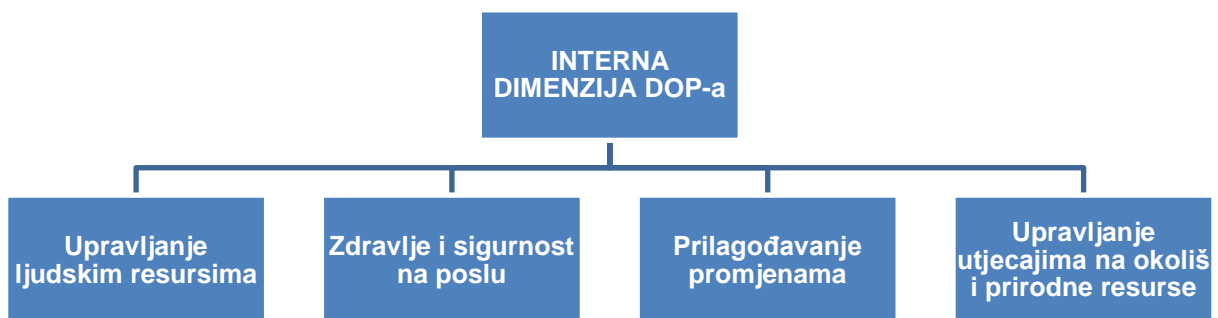 INTERNA
DIMENZIJA DOP-a
Upravljanje
ljudskim resursima
Zdravlje i sigurnost
na poslu
Prilagođavanje
promjenama
Upravljanje
utjecajima na okoliš
i prirodne resurse